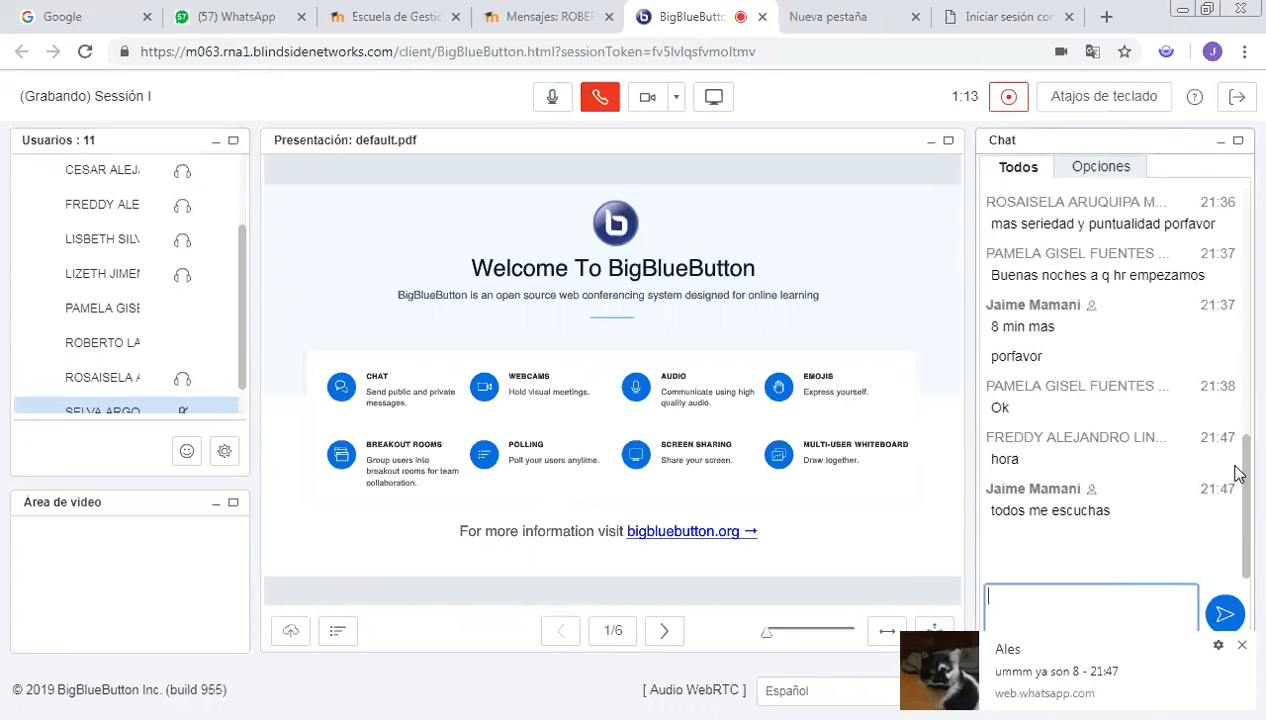 Google
(57) WhatsApp
Escuela de Gestió
Mensajes: ROBER
BigBlueButto
Nueva pestaña
Iniciar sesión con
https://m063.rna1.blindsidenetworks.com/client/BigBlueButton.html?sessionToken=fv5lvlqsfvmoltmv
J
(Grabando) Sesión I
1:13
Atajos de teclado
Usuarios : 11
CESAR ALEJ
FREDDY ALE
LISBETH SIL
LIZETH JIME
PAMELA GIS
ROBERTO LA
ROSAISELA
SELVA ARGO
Área de video
Presentación: default.pdf
Welcome To BigBlueButton
BigBlueButton is an open source web conferencing system designed for online learning
CHAT
Send public and private
messages.
WEBCAMS
Hold visual meetings.
AUDIO
Communicate using high
quality audio.
EMOJIS
Express yourself.
BREAKOUT ROOMS
Group users into
breakout rooms for team
collaboration.
POLLING
Poll your users anytime.
SCREEN SHARING
Share your screen.
MULTI-USER WHITEBOARD
Draw together.
For more information visit bigbluebutton.org →
1/6
Chat
Todos
Opciones
ROSAISELA ARUQUIPA M... 21:36
mas seriedad y puntualidad porfavor
PAMELA GISEL FUENTES ... 21:37
Buenas noches a q hr empezamos
Jaime Mamani 21:37
8 min mas
porfavor
PAMELA GISEL FUENTES ... 21:38
Ok
FREDDY ALEJANDRO LIN... 21:47
hora
Jaime Mamani 21:47
todos me escuchas
Ales
ummm ya son 8 - 21:47
web.whatsapp.com
© 2019 BigBlueButton Inc. (build 955)
[ Audio WebRTC ]
Español